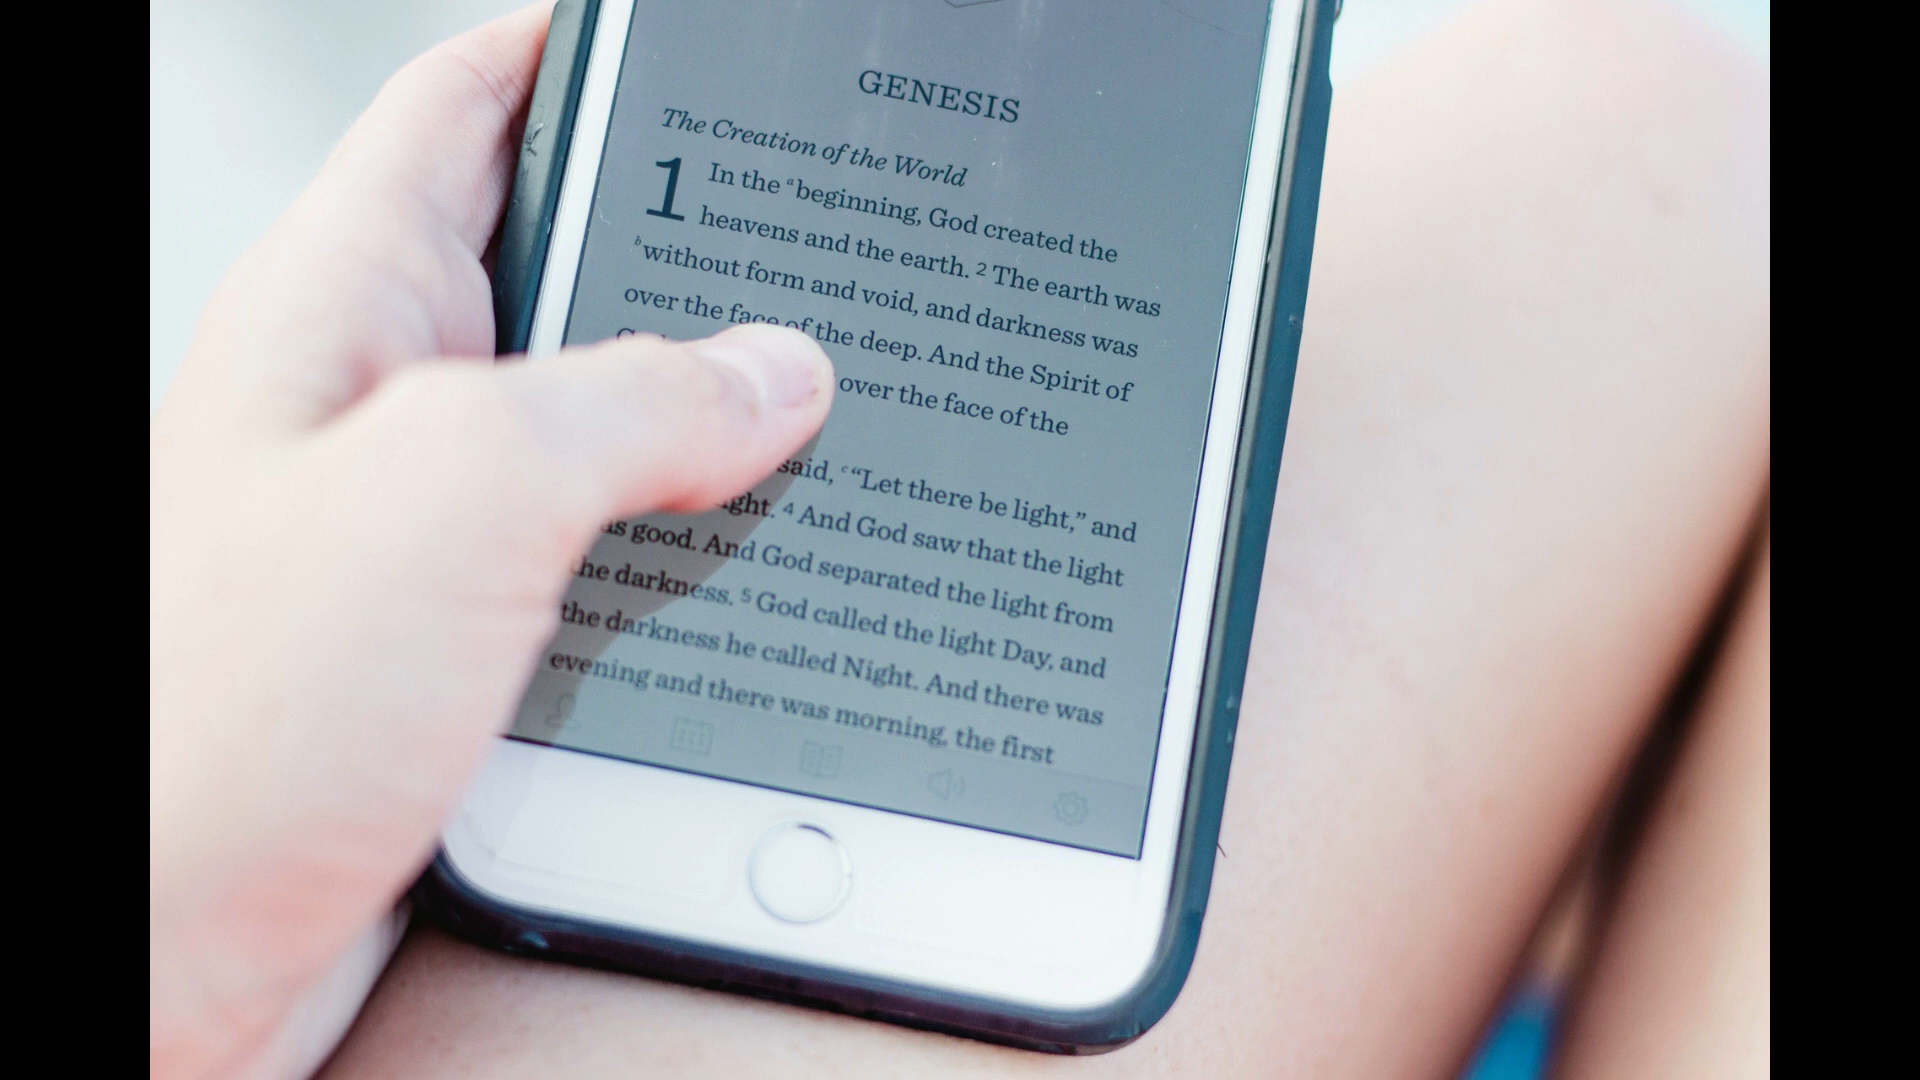 GENESIS
The Creation of the World
1 In the a beginning, God created the
heavens and the earth. 2 The earth was
b without form and void, and darkness was
over the face of the deep. And the Spirit of
over the face of the
said, c “Let there be light,” and
4 And God saw that the light
good. And God separated the light from
the darkness. 5 God called the light Day, and
the darkness he called Night. And there was
evening and there was morning, the first